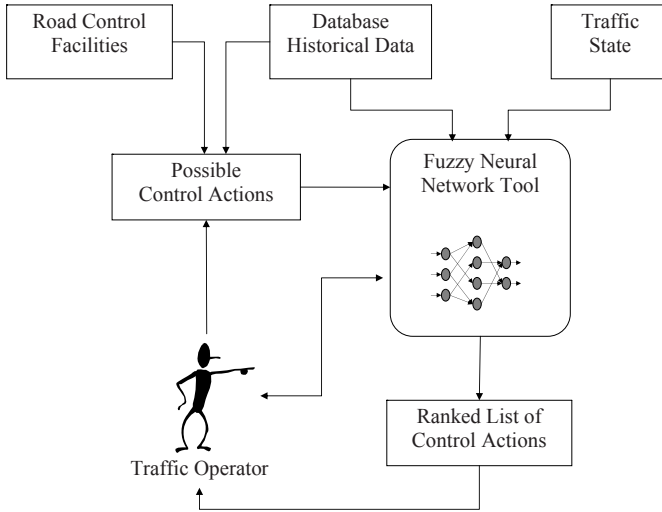 Road Control
Facilities
Database
Historical Data
Traffic
State
Possible
Control Actions
Fuzzy Neural
Network Tool
Traffic Operator
Ranked List of
Control Actions